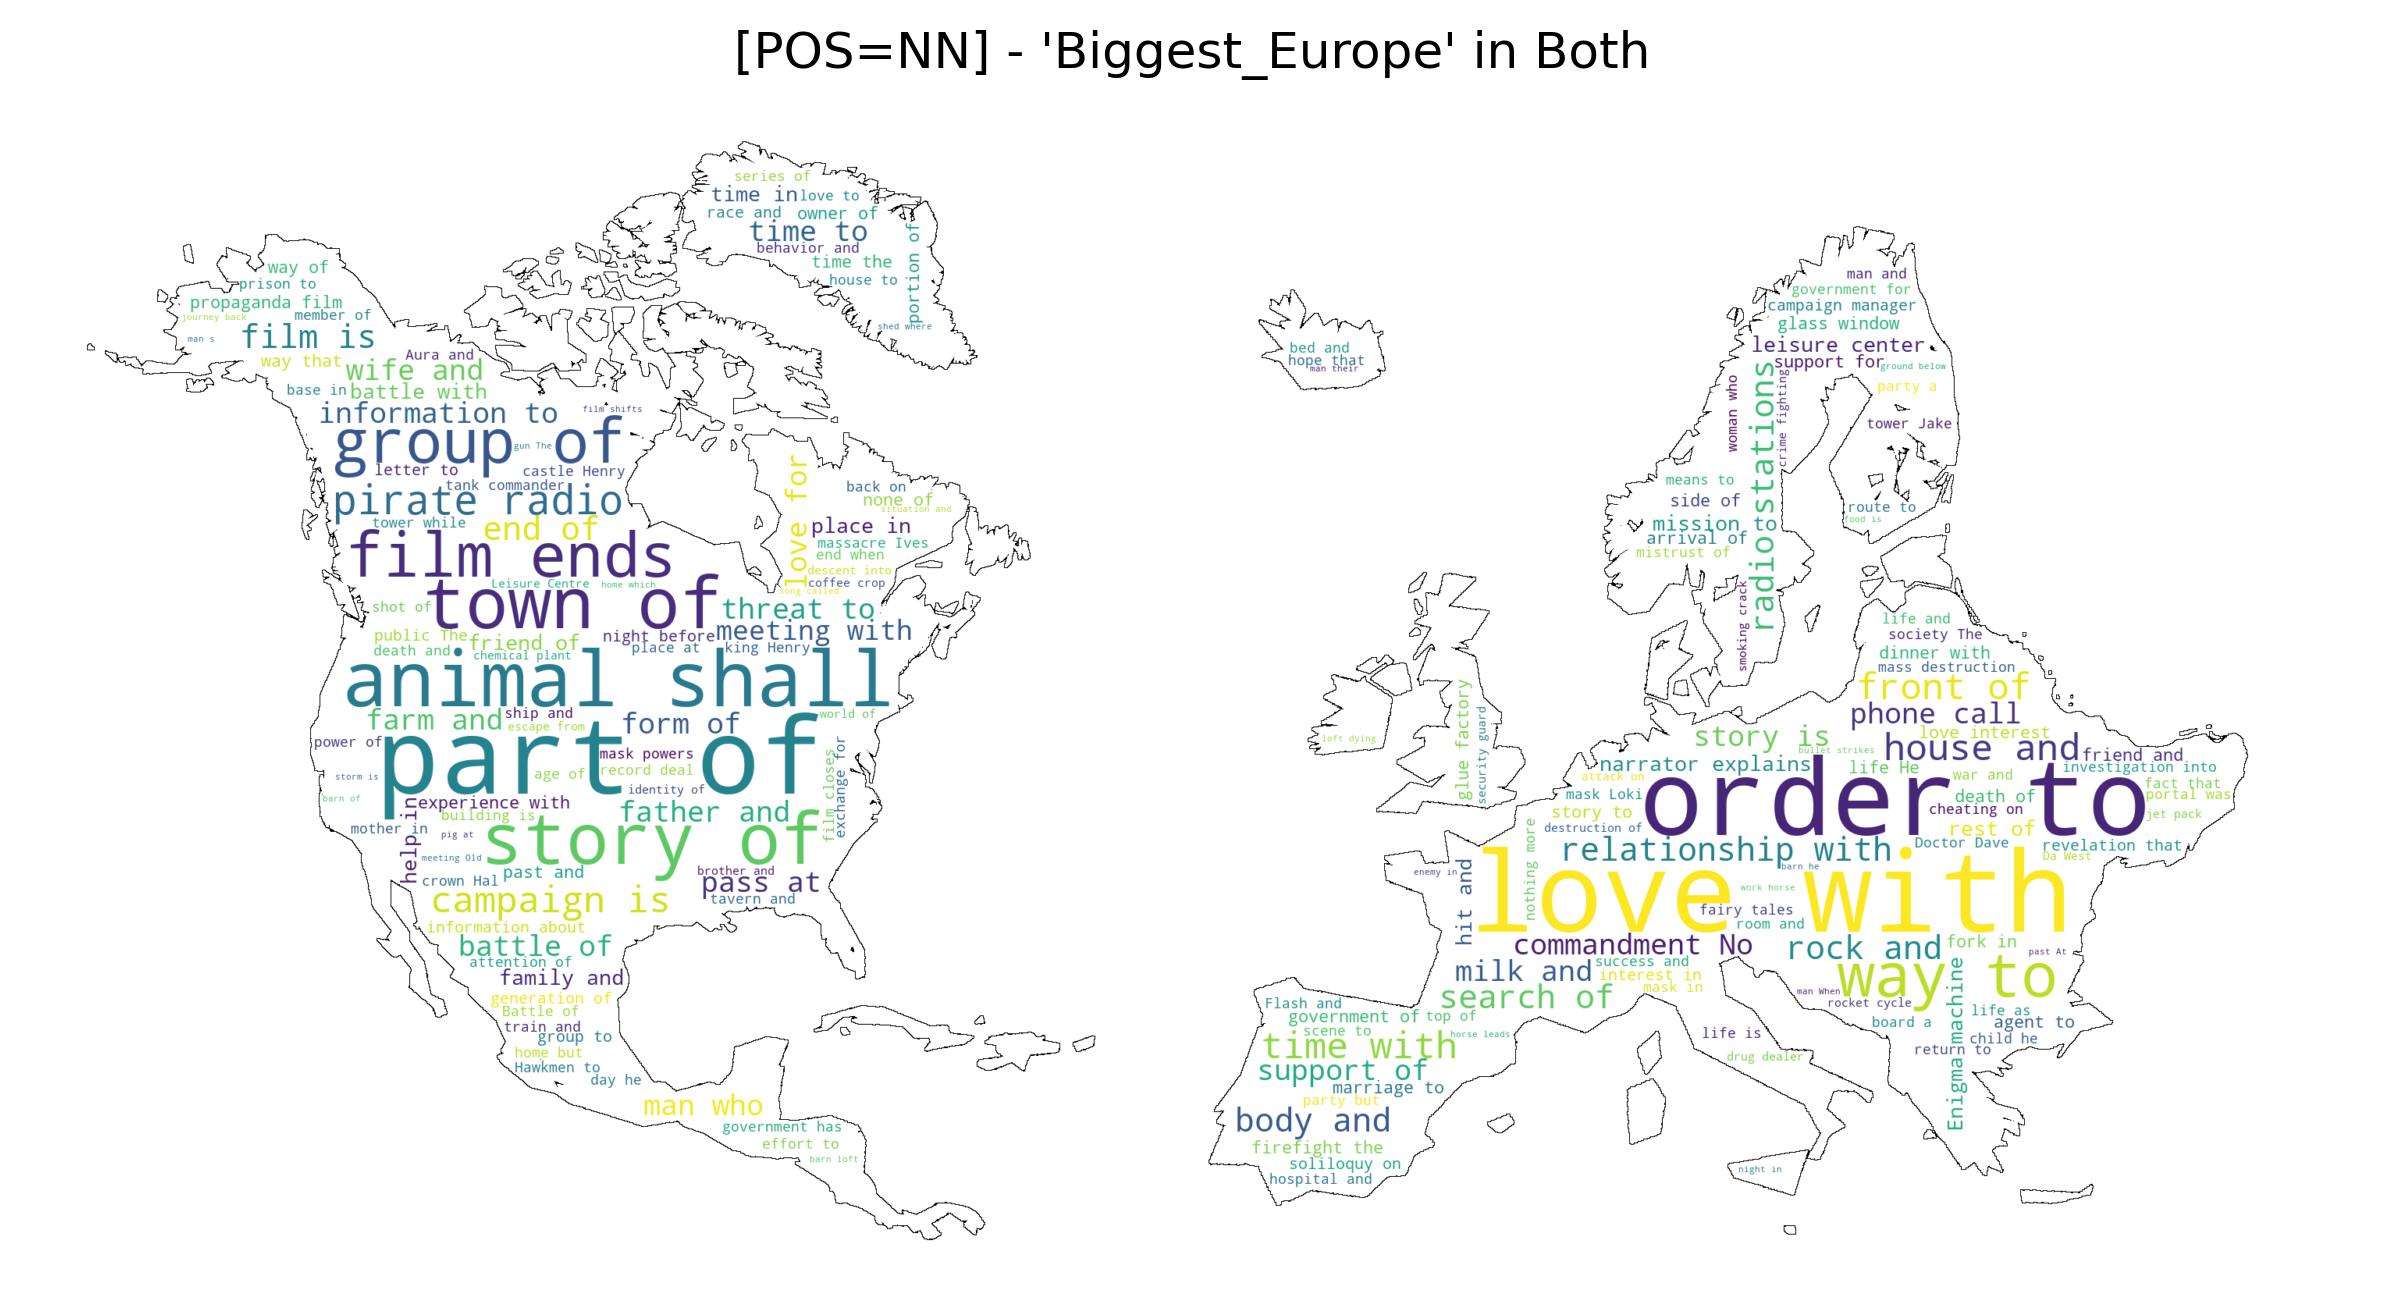 [POS=NN] - 'Biggest_Europe' in Both
series of
time in
love to
race and
owner of
time to
behavior and
time the
portion of
house to
shed where
way of
prison to
propaganda film
journey back
member of
man s
film is
way that
Aura and
wife and
base in
battle with
information to
film shifts
group of
gun The
letter to
castle Henry
tank commander
pirate radio
tower while
end of
film ends
Leisure Centre
home which
town of
shot of
love for
back on
none of
situation and
place in
massacre Ives
end when
descent into
coffee crop
song called
threat to
public The
friend of
night before
meeting with
death and
chemical plant
place at
king Henry
animal shall
farm and
ship and
escape from
form of
world of
power of
part of
mask powers
storm is
age of
record deal
identity of
barn of
film closes
exchange for
experience with
building is
father and
help in
mother in
pig at
story of
meeting Old
crown Hal
past and
brother and
pass at
campaign is
tavern and
information about
battle of
attention of
family and
generation of
Battle of
train and
group to
home but
Hawkmen to
day he
man who
government has
effort to
barn loft
bed and
hope that
man their
man and
government for
campaign manager
glass window
leisure center
support for
ground below
woman who
radio stations
crime fighting
party a
tower Jake
means to
side of
route to
food is
mission to
arrival of
mistrust of
smoking crack
glue factory
security guard
loft dying
life and
society The
dinner with
mass destruction
front of
phone call
love interest
story is
bullet strikes
house and
friend and
narrator explains
life He
investigation into
attack on
war and
fact that
mask Loki
order to
death of
portal was
story to
cheating on
jet pack
destruction of
rest of
nothing more
relationship with
Doctor Dave
revelation that
Da West
barn he
enemy in
hit and
love with
work horse
fairy tales
room and
commandment No
rock and
fork in
past At
milk and
success and
interest in
mask in
way to
search of
man When
rocket cycle
Enigma machine
life as
board a
agent to
child he
return to
Flash and
government of
top of
scene to
horse leads
time with
support of
marriage to
party but
body and
firefight the
soliloquy on
hospital and
life is
drug dealer
night in